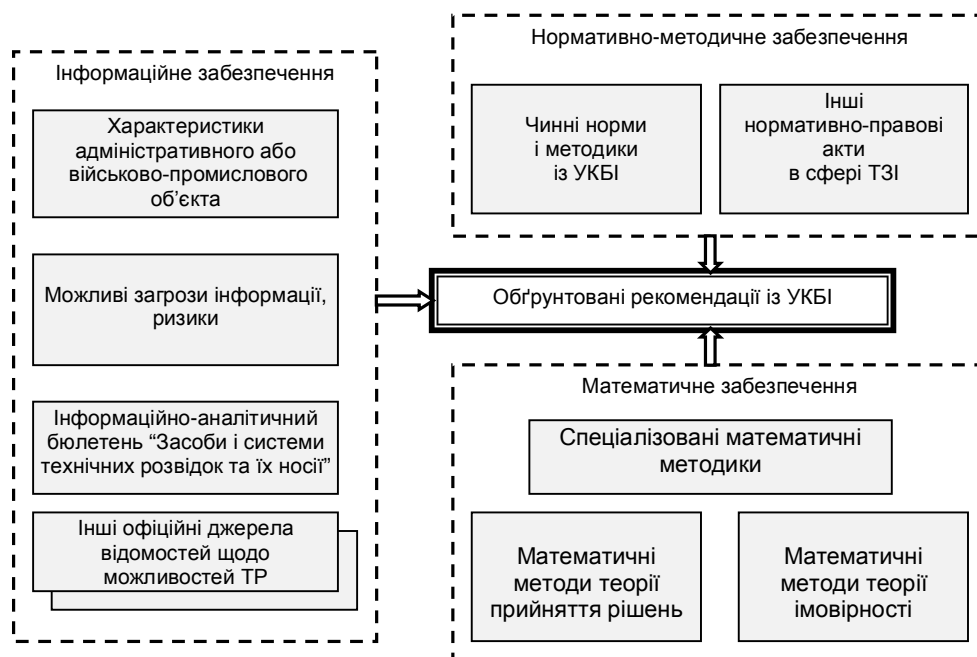 Інформаційне забезпечення
Характеристики
адміністративного або
військово-промислового
об’єкта
Можливі загрози інформації,
ризики
Інформаційно-аналітичний
бюлетень “Засоби і системи
технічних розвідок та їх носії”
Інші офіційні джерела
відомостей щодо
можливостей ТР
Нормативно-методичне забезпечення
Чинні норми
і методики
із УКБІ
Інші
нормативно-правові
акти
в сфері ТЗІ
Обґрунтовані рекомендації із УКБІ
Математичне забезпечення
Спеціалізовані математичні
методики
Математичні
методи теорії
прийняття рішень
Математичні
методи теорії
імовірності